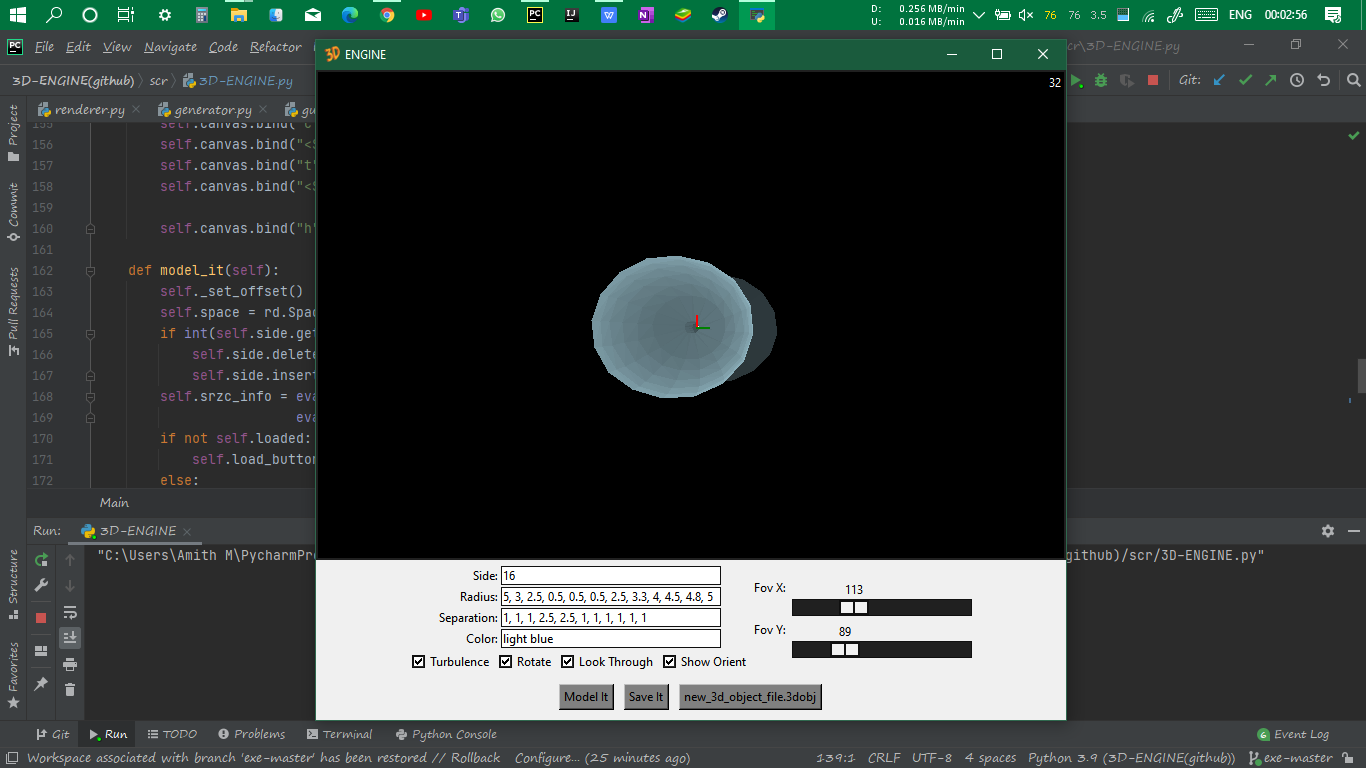 D: 0.256 MB/min
U: 0.016 MB/min
76 76 3.5
ENG 00:02:56
PC File Edit View Navigate Code Refactor
scr\3D-ENGINE.py
3D ENGINE
3D-ENGINE(github) scr 3D-ENGINE.py
Git:
renderer.py generator.py gu
32
155 self.canvas.bind("c
156 self.canvas.bind("<S
157 self.canvas.bind("t"
158 self.canvas.bind("<S
159
160 self.canvas.bind("h"
161
162 def model_it(self):
163 self._set_offset()
164 self.space = rd.Spac
165 if int(self.side.get
166 self.side.delete
167 self.side.insert
168 self.srzc_info = eva
169 eva
170 if not self.loaded:
171 self.load_button
172 else:
Main
Run: 3D-ENGINE
"C:\Users\Amith M\PycharmPro
github)/scr/3D-ENGINE.py"
Side: 16
Radius: 5, 3, 2.5, 0.5, 0.5, 0.5, 2.5, 3.3, 4, 4.5, 4.8, 5
Separation: 1, 1, 1, 2.5, 2.5, 1, 1, 1, 1, 1, 1
Color: light blue
Turbulence Rotate Look Through Show Orient
Fov X: 113
Fov Y: 89
Model It Save It new_3d_object_file.3dobj
Project
Commit
Pull Requests
Structure
Favorites
Git Run TODO Problems Terminal Python Console
6 Event Log
Workspace associated with branch 'exe-master' has been restored // Rollback Configure... (25 minutes ago)
139:1 CRLF UTF-8 4 spaces Python 3.9 (3D-ENGINE(github)) exe-master